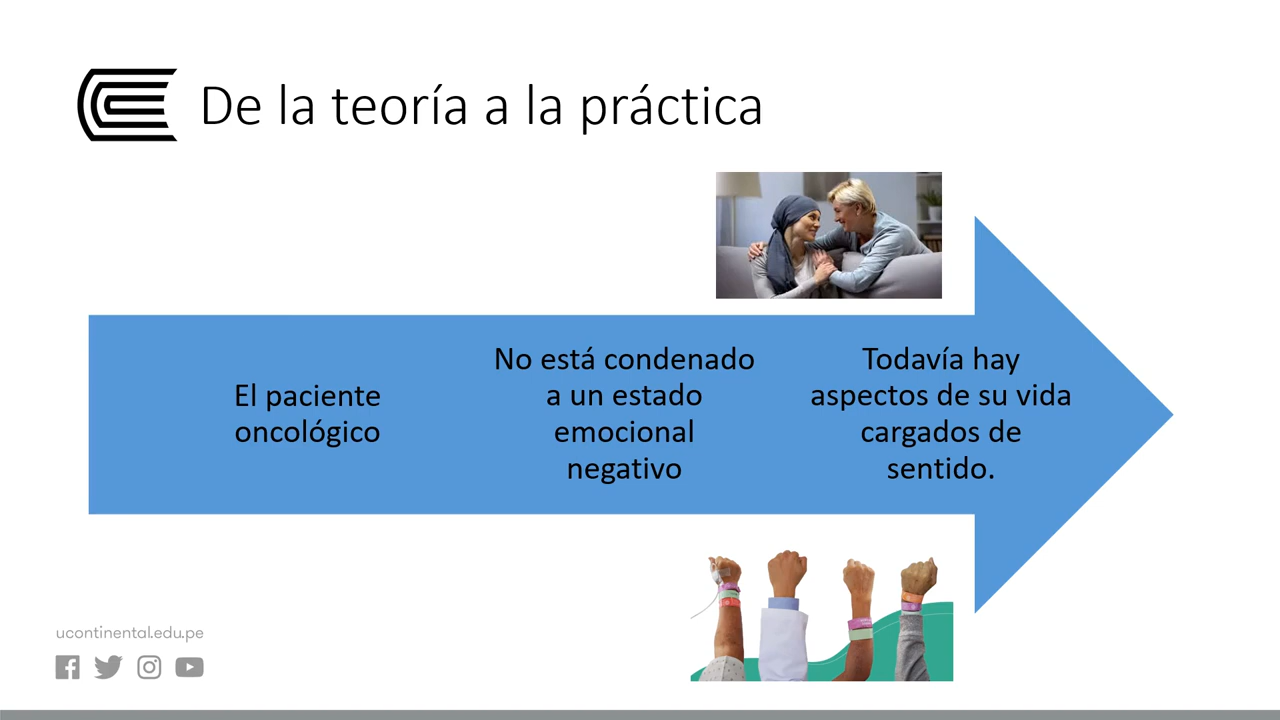 De la teoría a la práctica
El paciente
oncológico
No está condenado
a un estado
emocional
negativo
Todavía hay
aspectos de su vida
cargados de
sentido.
ucontinental.edu.pe